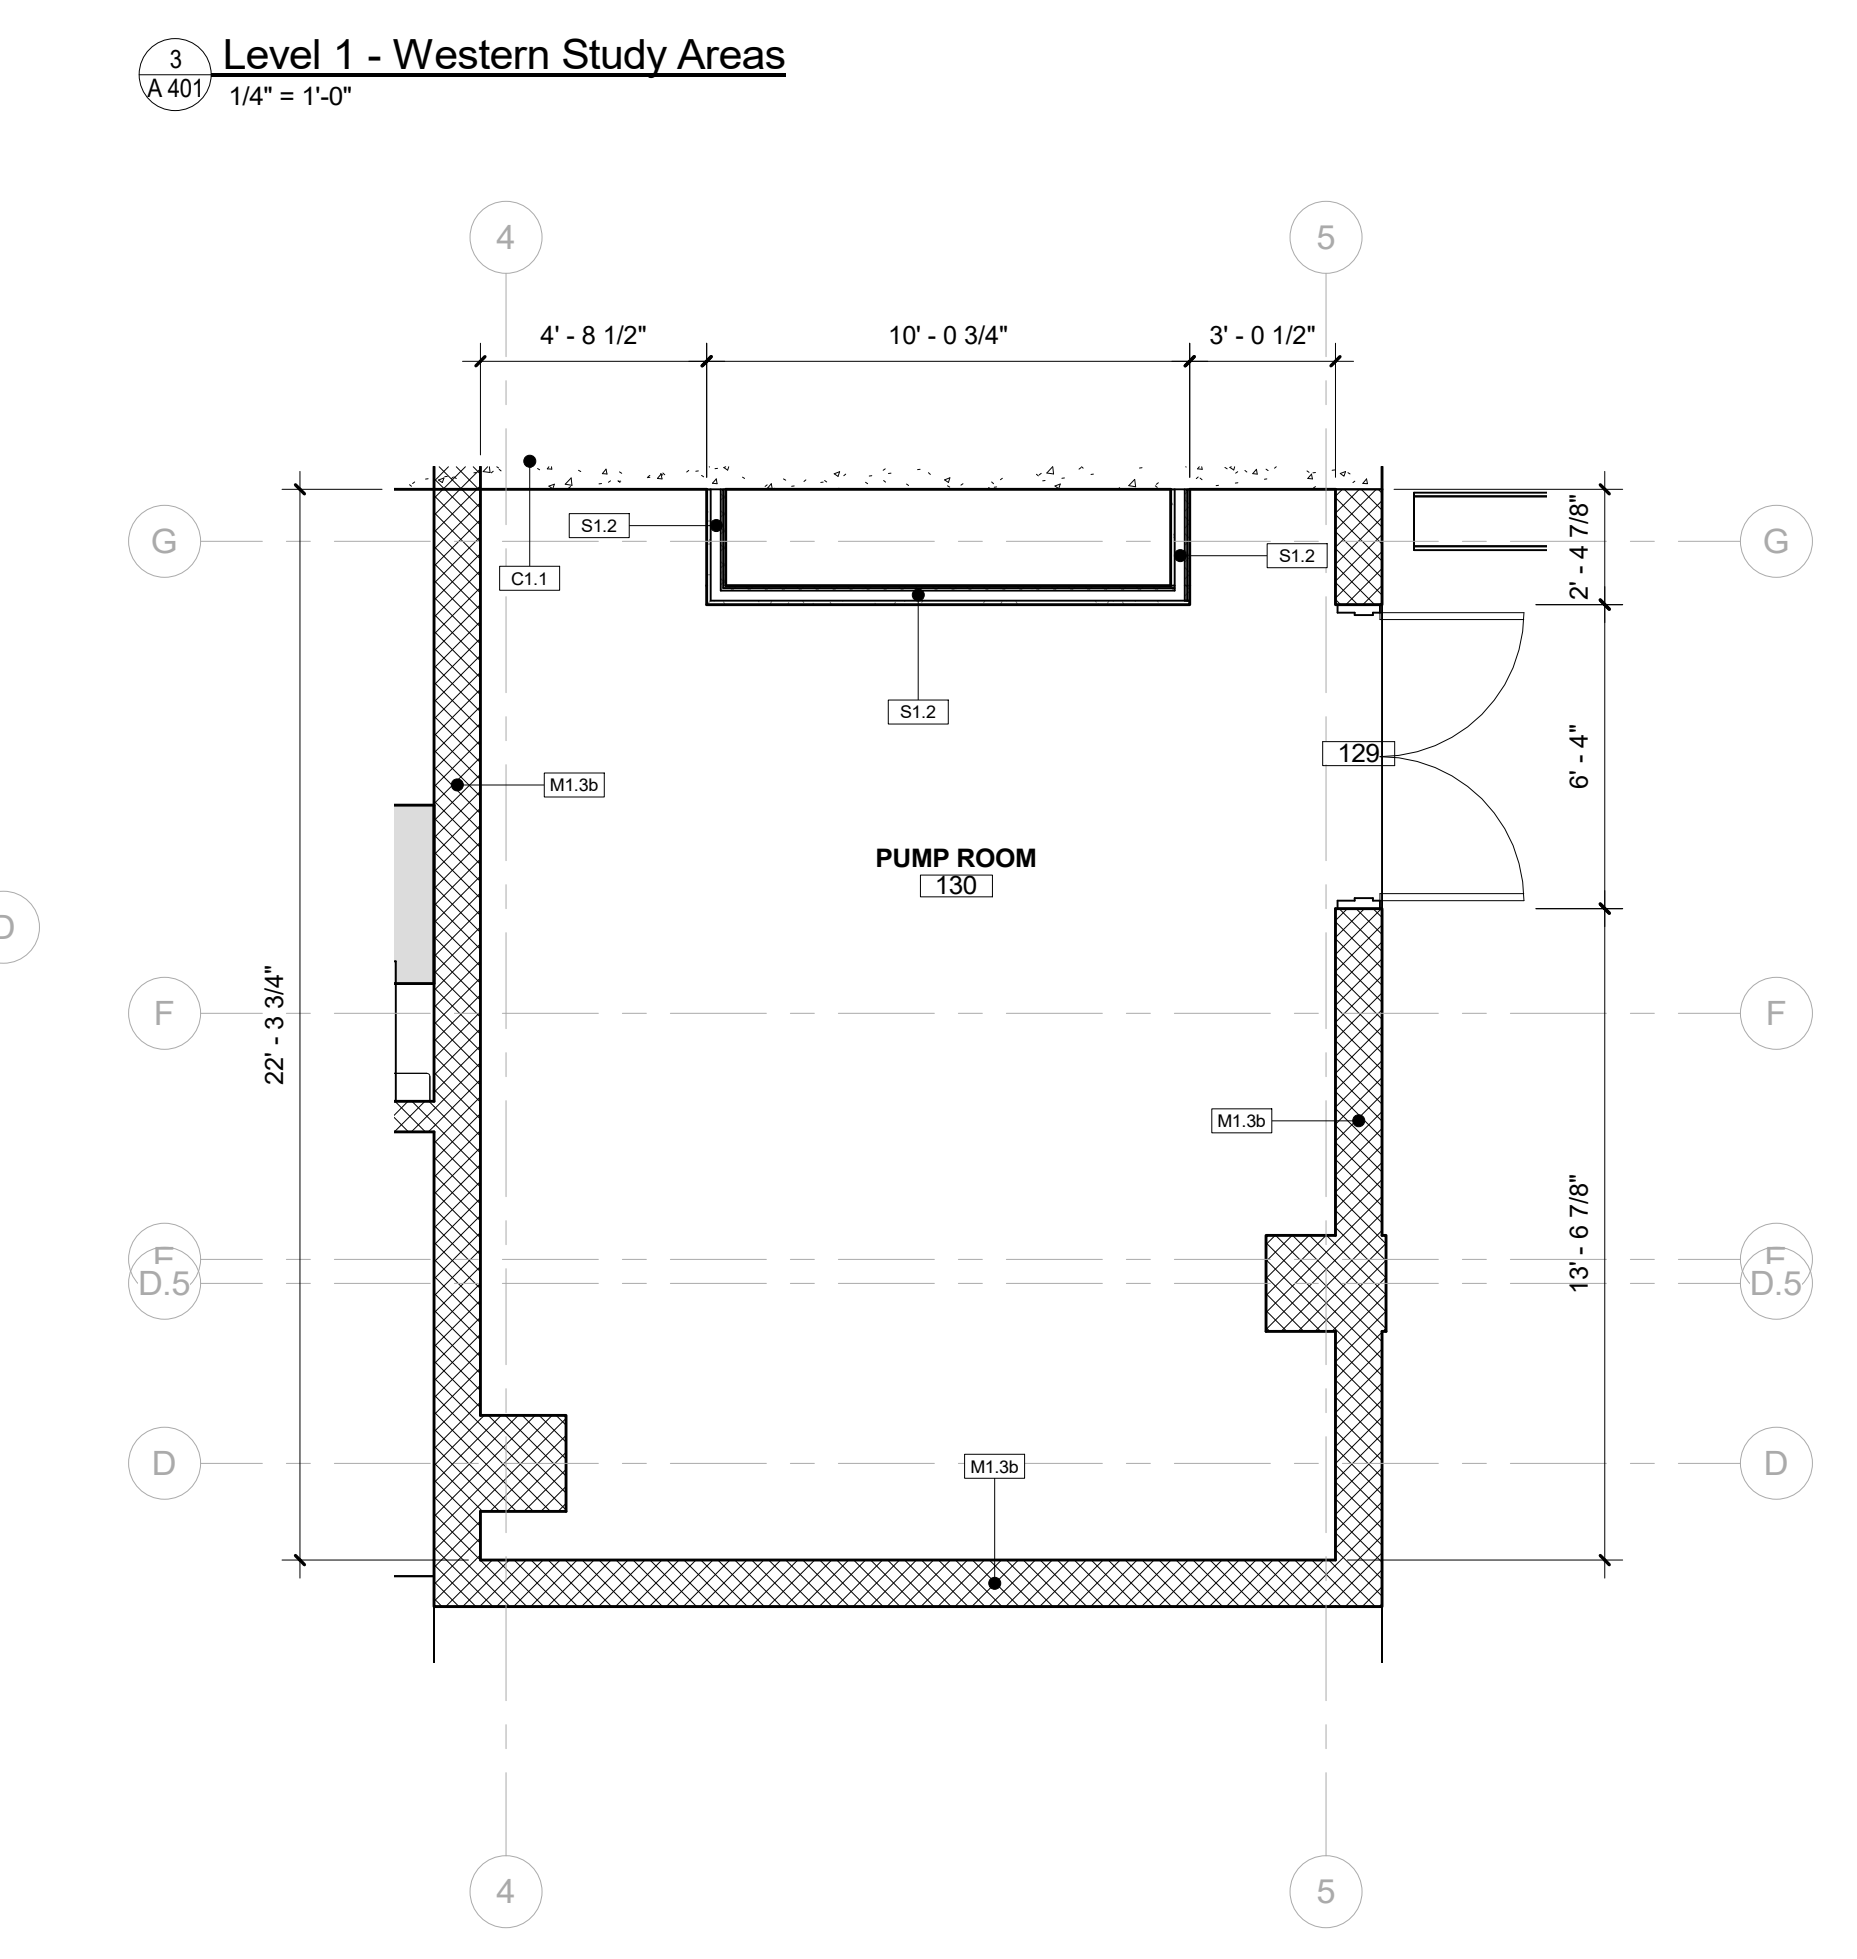 3
A 401
Level 1 - Western Study Areas
1/4" = 1'-0"
4
5
4' - 8 1/2"
10' - 0 3/4"
3' - 0 1/2"
G
S1.2
C1.1
S1.2
2' - 4 7/8"
G
S1.2
129
6' - 4"
M1.3b
PUMP ROOM
130
D
22' - 3 3/4"
F
F
M1.3b
13' - 6 7/8"
D.5
D.5
D
M1.3b
D
4
5